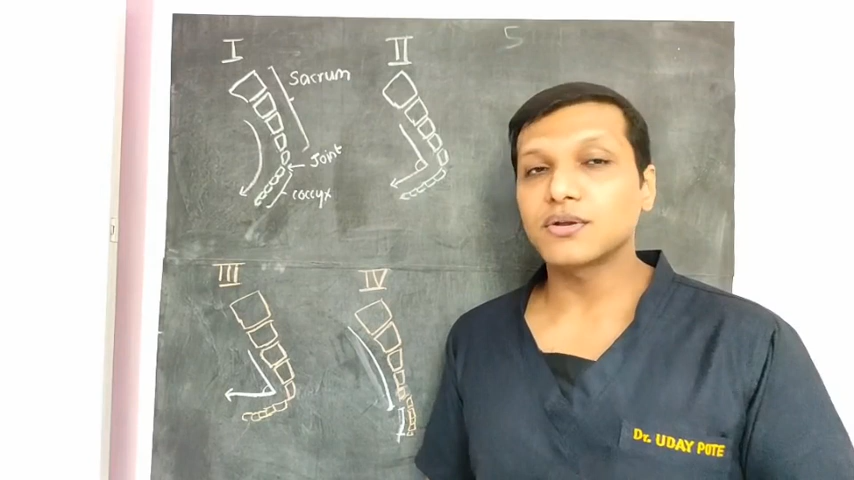 I
II
5
Sacrum
Joint
coccyx
III
IV
Dr. UDAY POTE